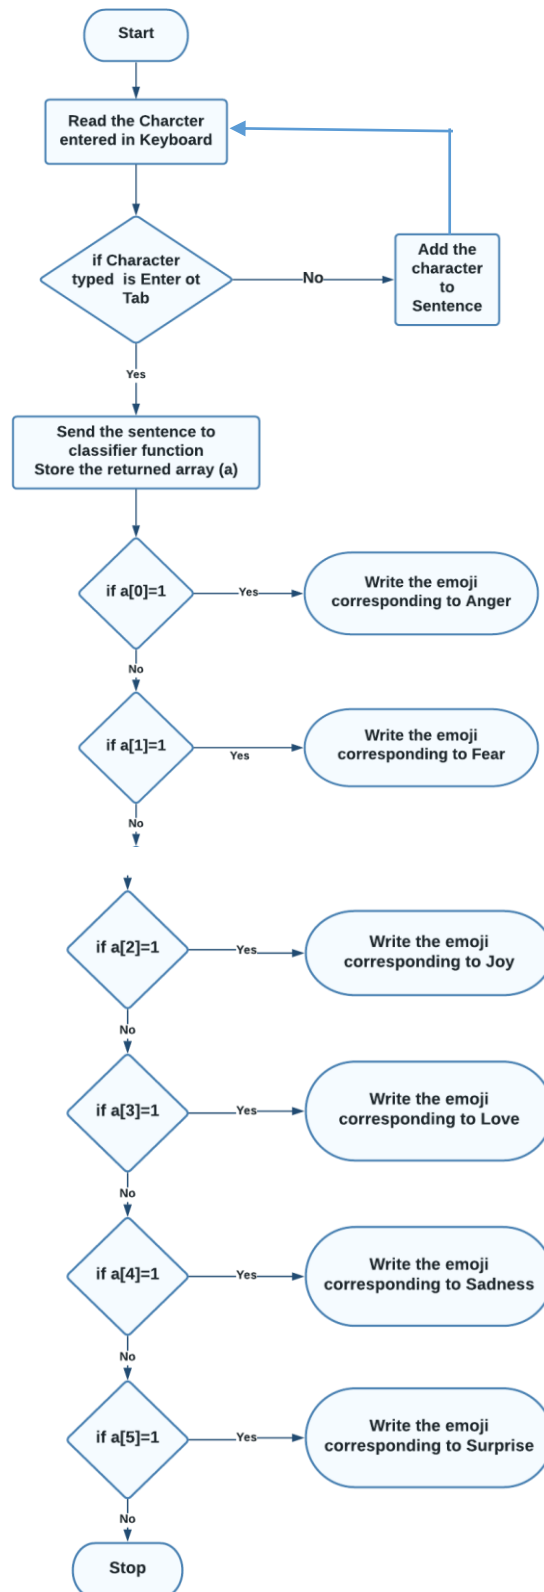 Start
Read the Charcter
entered in Keyboard
if Character
typed is Enter ot
Tab
No
Add the
character
to
Sentence
Yes
Send the sentence to
classifier function
Store the returned array (a)
if a[0]=1
Yes
Write the emoji
corresponding to Anger
No
if a[1]=1
Yes
Write the emoji
corresponding to Fear
No
if a[2]=1
Yes
Write the emoji
corresponding to Joy
No
if a[3]=1
Yes
Write the emoji
corresponding to Love
No
if a[4]=1
Yes
Write the emoji
corresponding to Sadness
No
if a[5]=1
Yes
Write the emoji
corresponding to Surprise
No
Stop